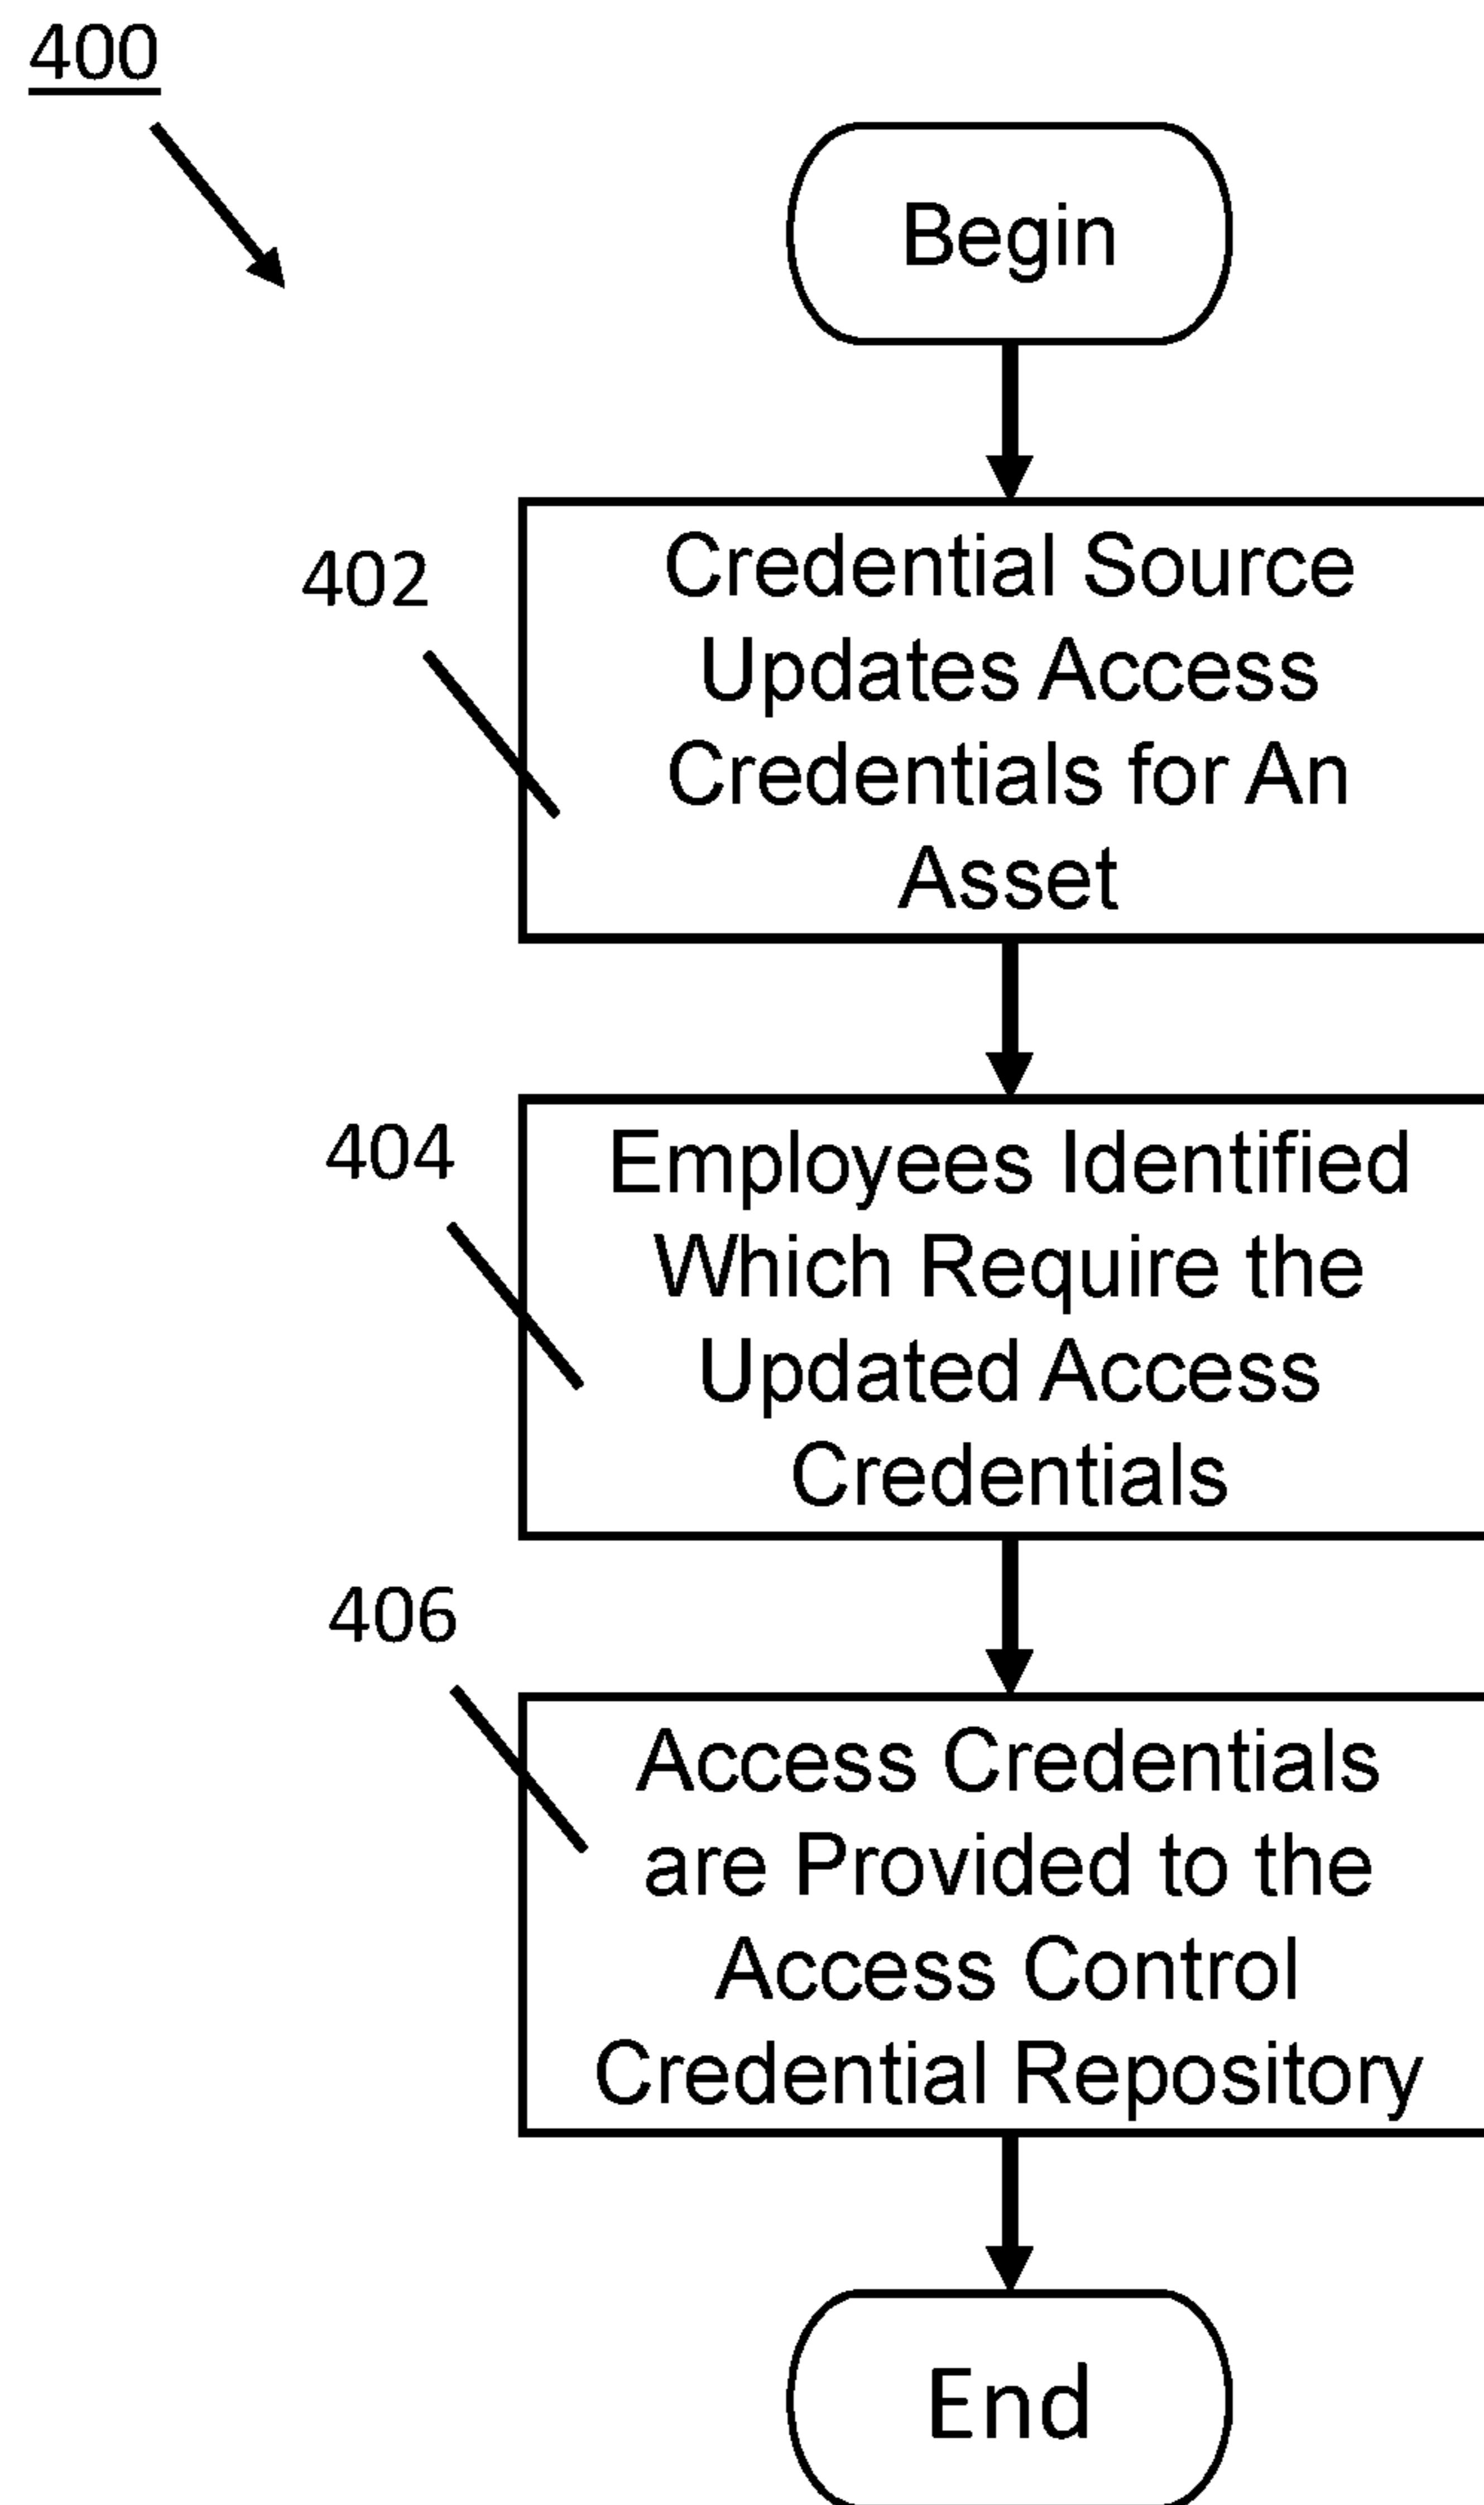 400
Begin
402
Credential Source
Updates Access
Credentials for An
Asset
404
Employees Identified
Which Require the
Updated Access
Credentials
406
Access Credentials
are Provided to the
Access Control
Credential Repository
End